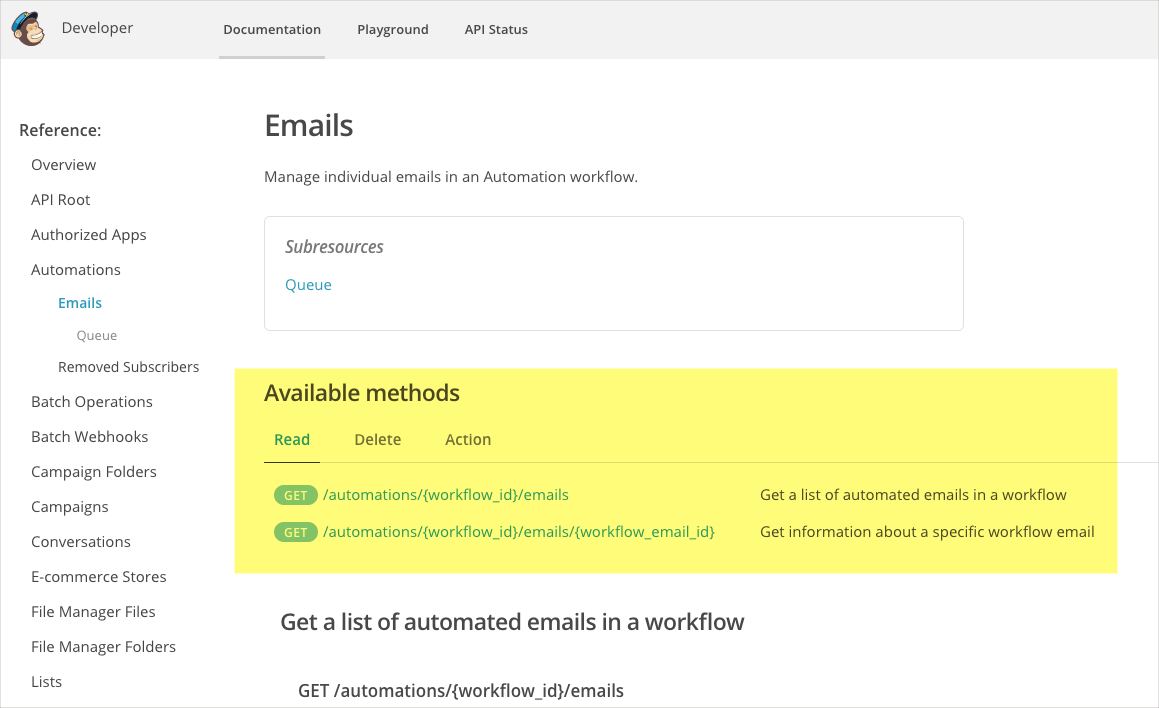 Developer
Documentation Playground API Status
Reference:
Overview
API Root
Authorized Apps
Automations
Emails
Queue
Removed Subscribers
Batch Operations
Batch Webhooks
Campaign Folders
Campaigns
Conversations
E-commerce Stores
File Manager Files
File Manager Folders
Lists
Emails
Manage individual emails in an Automation workflow.
Subresources
Queue
Available methods
Read Delete Action
GET /automations/{workflow_id}/emails Get a list of automated emails in a workflow
GET /automations/{workflow_id}/emails/{workflow_email_id} Get information about a specific workflow email
Get a list of automated emails in a workflow
GET /automations/{workflow_id}/emails